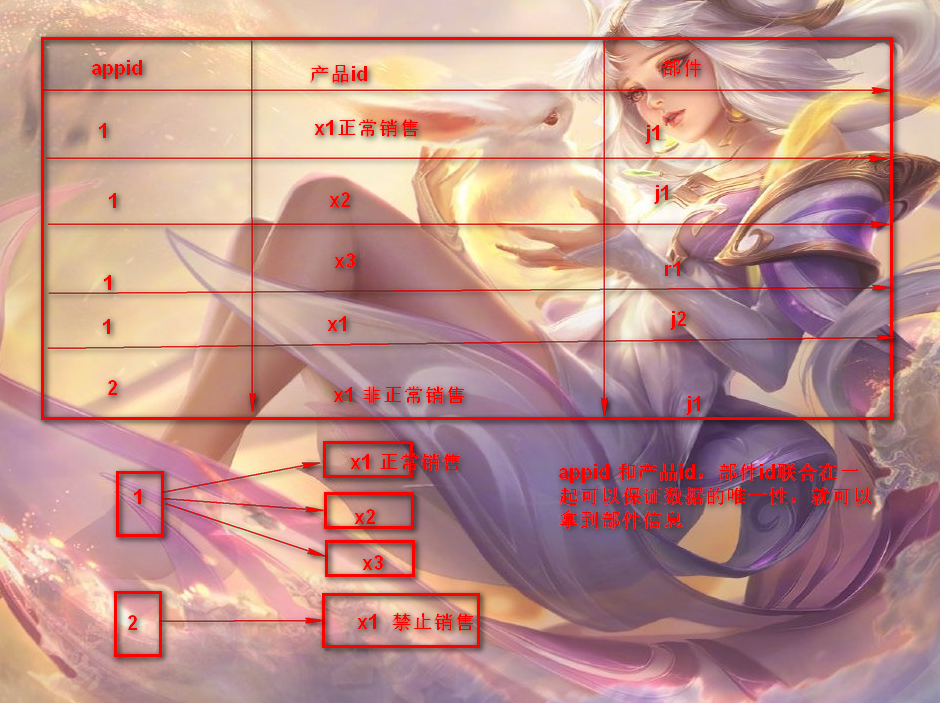 appid 产品id 部件
1 x1正常销售 j1
1 x2 j1
1 x3 r1
1 x1 j2
2 x1 非正常销售 j1
1
x1 正常销售
x2
x3
appid 和产品id，部件id联合在一
起可以保证数据的唯一性，就可以
拿到部件信息
2
x1 禁止销售